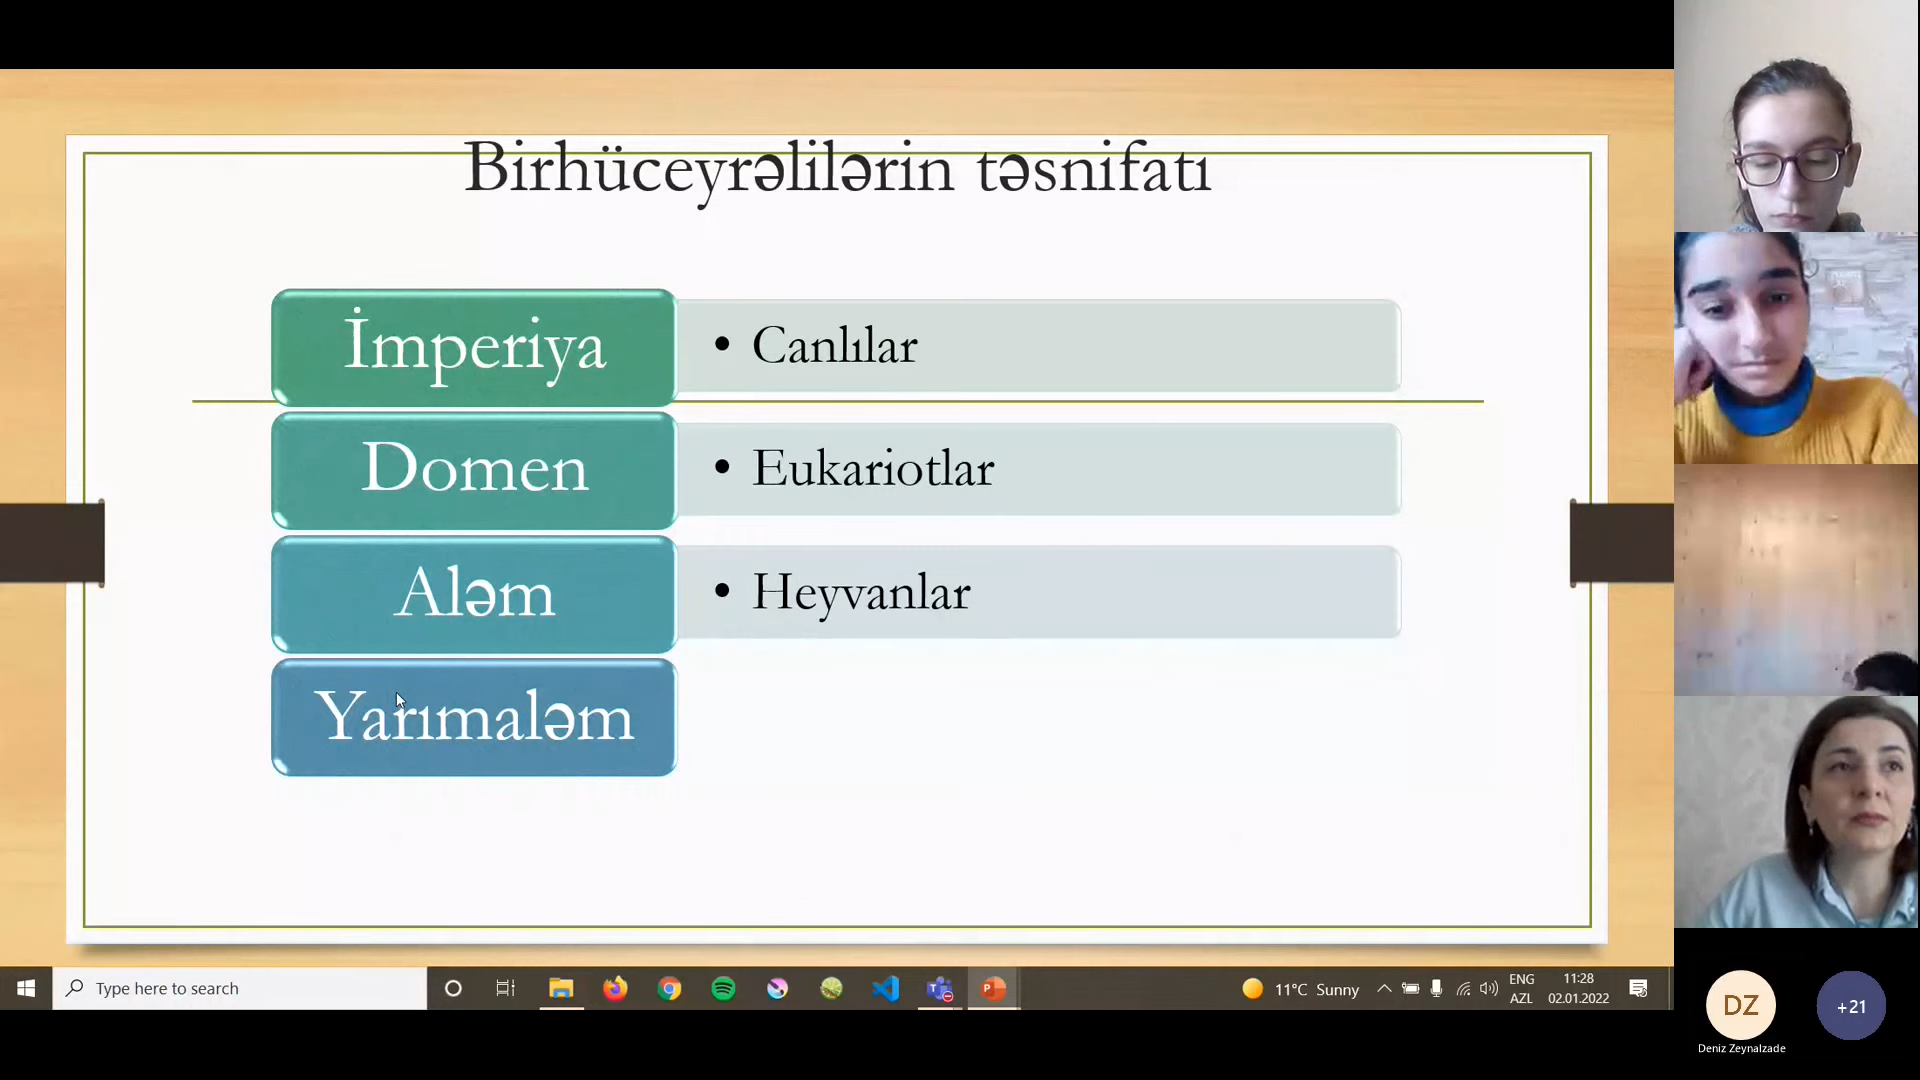 Birhüceyrəlilərin təsnifatı
İmperiya
• Canlılar
Domen
• Eukariotlar
Aləm
• Heyvanlar
Yarımaləm
Type here to search
11°C Sunny
ENG
AZL
11:28
02.01.2022
DZ
+21
Deniz Zeynalzade